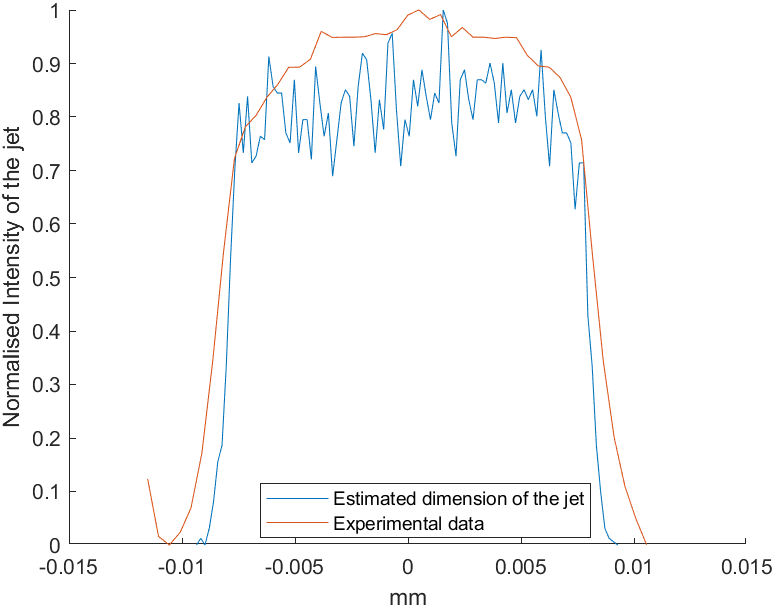 Normalised Intensity of the jet
1
0.9
0.8
0.7
0.6
0.5
0.4
0.3
0.2
0.1
0
Estimated dimension of the jet
Experimental data
-0.015 -0.01 -0.005 0 0.005 0.01 0.015
mm